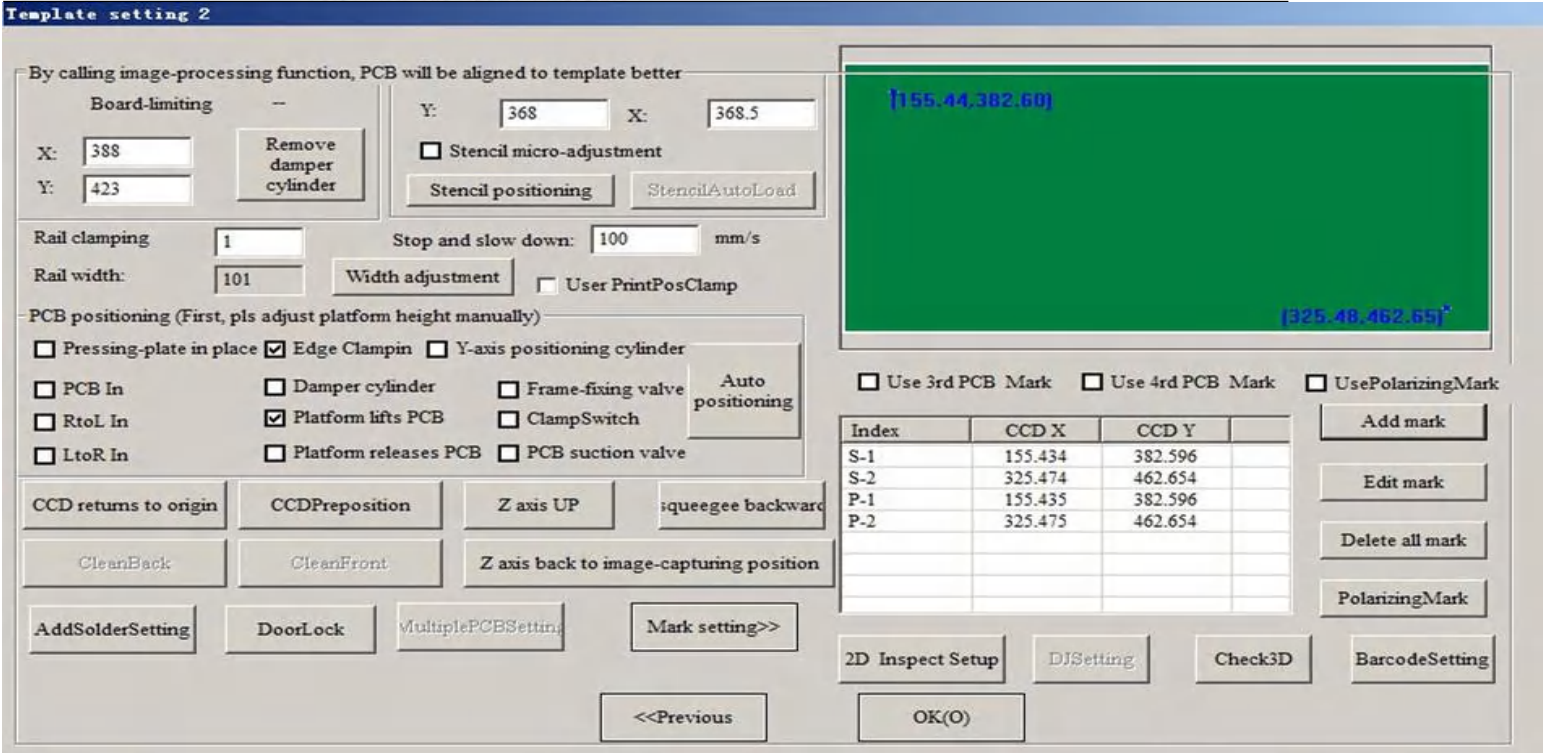 Template setting 2
By calling image-processing function, PCB will be aligned to template better
Board-limiting --
X: 388
Y: 423
Remove damper cylinder
Y: 368 X: 368.5
Stencil micro-adjustment
Stencil positioning StencilAutoLoad
Rail clamping 1 Stop and slow down: 100 mm/s
Rail width: 101 Width adjustment User PrintPosClamp
PCB positioning (First, pls adjust platform height manually)
Pressing-plate in place Edge Clampin Y-axis positioning cylinder
PCB In Damper cylinder Frame-fixing valve
RtoL In Platform lifts PCB ClampSwitch
LtoR In Platform releases PCB PCB suction valve
Auto positioning
CCD returns to origin CCDPreposition Z axis UP squeegee backward
CleanBack CleanFront Z axis back to image-capturing position
AddSolderSetting DoorLock MultiplePCBSetting Mark setting>>
(155.44,382.60)
(325.48,462.65)
Use 3rd PCB Mark Use 4rd PCB Mark UsePolarizingMark
Index CCD X CCD Y
S-1 155.434 382.596
S-2 325.474 462.654
P-1 155.435 382.596
P-2 325.475 462.654
Add mark
Edit mark
Delete all mark
PolarizingMark
2D Inspect Setup DJSetting Check3D BarcodeSetting
<<Previous OK(O)